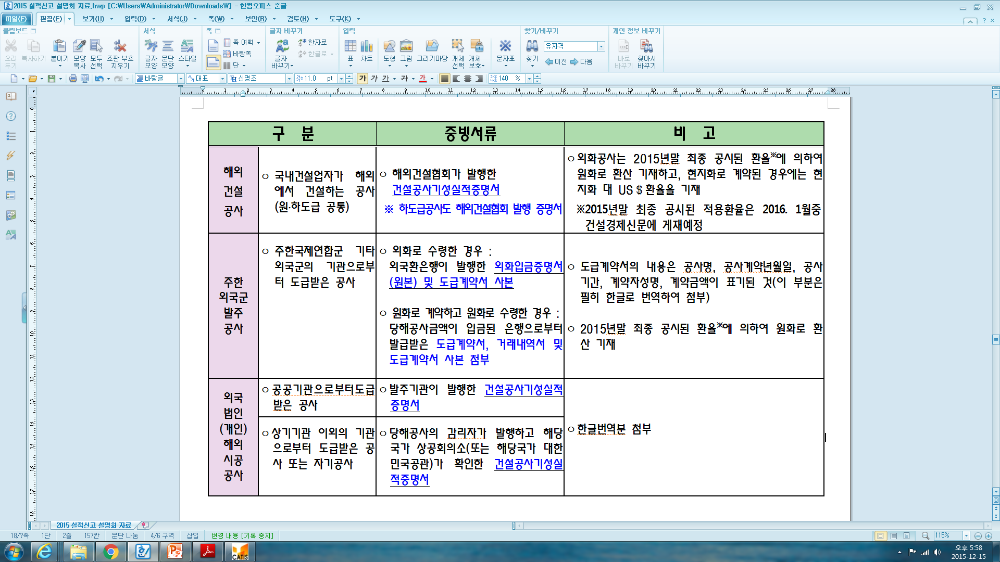 2015 실적신고 설명회 자료.hwp [C:\Users\Administrator\Downloads\] - 한컴오피스 한글
파일(F) 편집(E) 보기(U) 입력(D) 서식(J) 쪽(W) 보안(R) 검토(H) 도구(K)
클립보드 서식 쪽 글자 바꾸기 입력 찾기/바꾸기 개인 정보 바꾸기
오려 두기 복사하기 붙이기 모양 복사 모두 선택 조판 부호 지우기 글자 모양 문단 모양 스타일 쪽 여백 바탕쪽 단 글자 바꾸기 한자로 한글로 표 차트 도형 그림 그리기마당 개체 선택 개체 보호 문자표 찾기 유자격 이전 다음 바로 바꾸기 찾아서 바꾸기
바탕글 대표 신명조 11.0 pt 가 가 가 가 가 140 %
구 분 증빙서류 비 고
해외
건설
공사
ㅇ 국내건설업자가 해외
에서 건설하는 공사
(원·하도급 공통)
ㅇ 해외건설협회가 발행한
건설공사기성실적증명서
※ 하도급공사도 해외건설협회 발행 증명서
ㅇ외화공사는 2015년말 최종 공시된 환율※에 의하여
원화로 환산 기재하고, 현지화로 계약된 경우에는 현
지화 대 US $ 환율을 기재
※2015년말 최종 공시된 적용환율은 2016. 1월중
건설경제신문에 게재예정
주한
외국군
발주
공사
ㅇ 주한국제연합군 기타
외국군의 기관으로부
터 도급받은 공사
ㅇ 외화로 수령한 경우 :
외국환은행이 발행한 외화입금증명서
(원본) 및 도급계약서 사본
ㅇ 원화로 계약하고 원화로 수령한 경우 :
당해공사금액이 입금된 은행으로부터
발급받은 도급계약서, 거래내역서 및
도급계약서 사본 첨부
ㅇ 도급계약서의 내용은 공사명, 공사계약년월일, 공사
기간, 계약자성명, 계약금액이 표기된 것(이 부분은
필히 한글로 번역하여 첨부)
ㅇ 2015년말 최종 공시된 환율※에 의하여 원화로 환
산 기재
외국
법인
(개인)
해외
시공
공사
ㅇ공공기관으로부터도급
받은 공사
ㅇ발주기관이 발행한 건설공사기성실적
증명서
ㅇ상기기관 이외의 기관
으로부터 도급받은 공
사 또는 자기공사
ㅇ당해공사의 감리자가 발행하고 해당
국가 상공회의소(또는 해당국가 대한
민국공관)가 확인한 건설공사기성실
적증명서
ㅇ한글번역분 첨부
2015 실적신고 설명회 자료
18/?쪽 1단 2줄 157칸 문단 나눔 4/6 구역 삽입 변경 내용 [기록 중지] 115%
CATIS
오후 5:58
2015-12-15